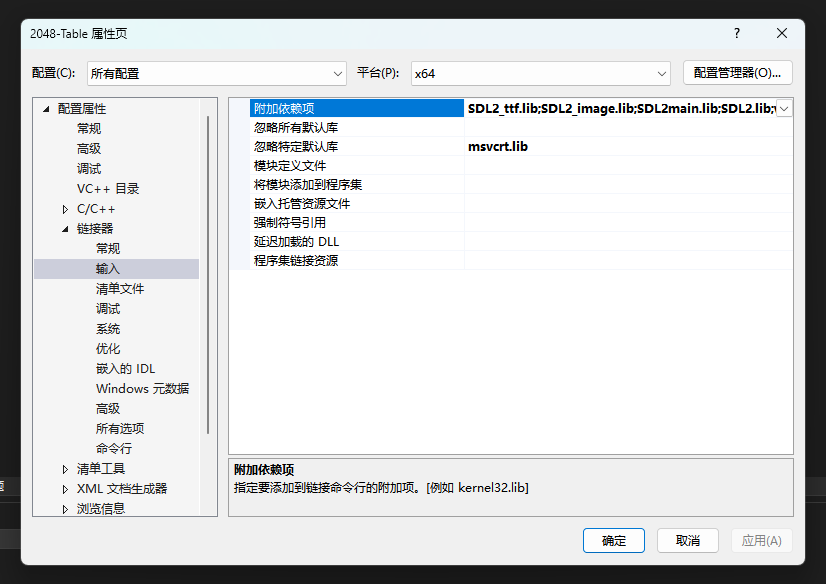 2048-Table 属性页
配置(C): 所有配置 平台(P): x64 配置管理器(O)...
配置属性
常规
高级
调试
VC++ 目录
C/C++
链接器
常规
输入
清单文件
调试
系统
优化
嵌入的 IDL
Windows 元数据
高级
所有选项
命令行
清单工具
XML 文档生成器
浏览信息
附加依赖项 SDL2_ttf.lib;SDL2_image.lib;SDL2main.lib;SDL2.lib;
忽略所有默认库
忽略特定默认库 msvcrt.lib
模块定义文件
将模块添加到程序集
嵌入托管资源文件
强制符号引用
延迟加载的 DLL
程序集链接资源
附加依赖项
指定要添加到链接命令行的附加项。[例如 kernel32.lib]
确定 取消 应用(A)